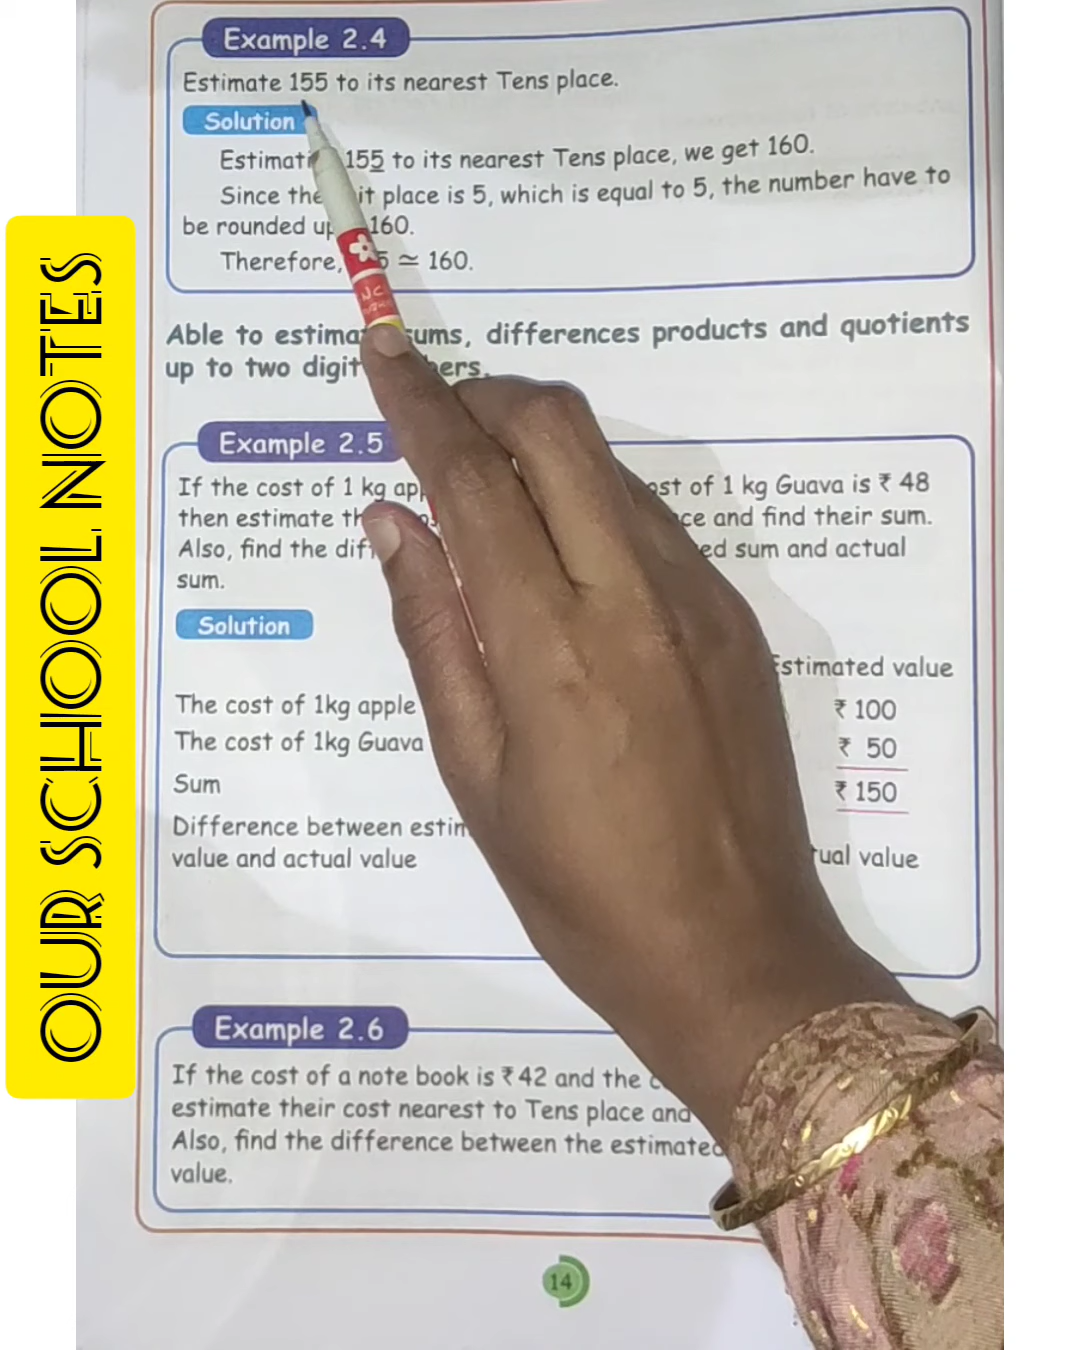 OUR SCHOOL NOTES
Example 2.4
Estimate 155 to its nearest Tens place.
Solution
155 to its nearest Tens place, we get 160.
Since the place is 5, which is equal to 5, the number have to
be rounded 160.
Therefore, ≃ 160.
Able to sums, differences products and quotients
up to two digit
Example 2.5
If the cost of 1 kg of 1 kg Guava is ₹ 48
then estimate and find their sum.
Also, find the sum and actual
sum.
Solution
Estimated value
The cost of 1kg apple ₹ 100
The cost of 1kg Guava ₹ 50
Sum ₹ 150
Difference between
value and actual value value
Example 2.6
If the cost of a note book is ₹ 42 and the
estimate their cost nearest to Tens place and
Also, find the difference between the estimated
value.
14